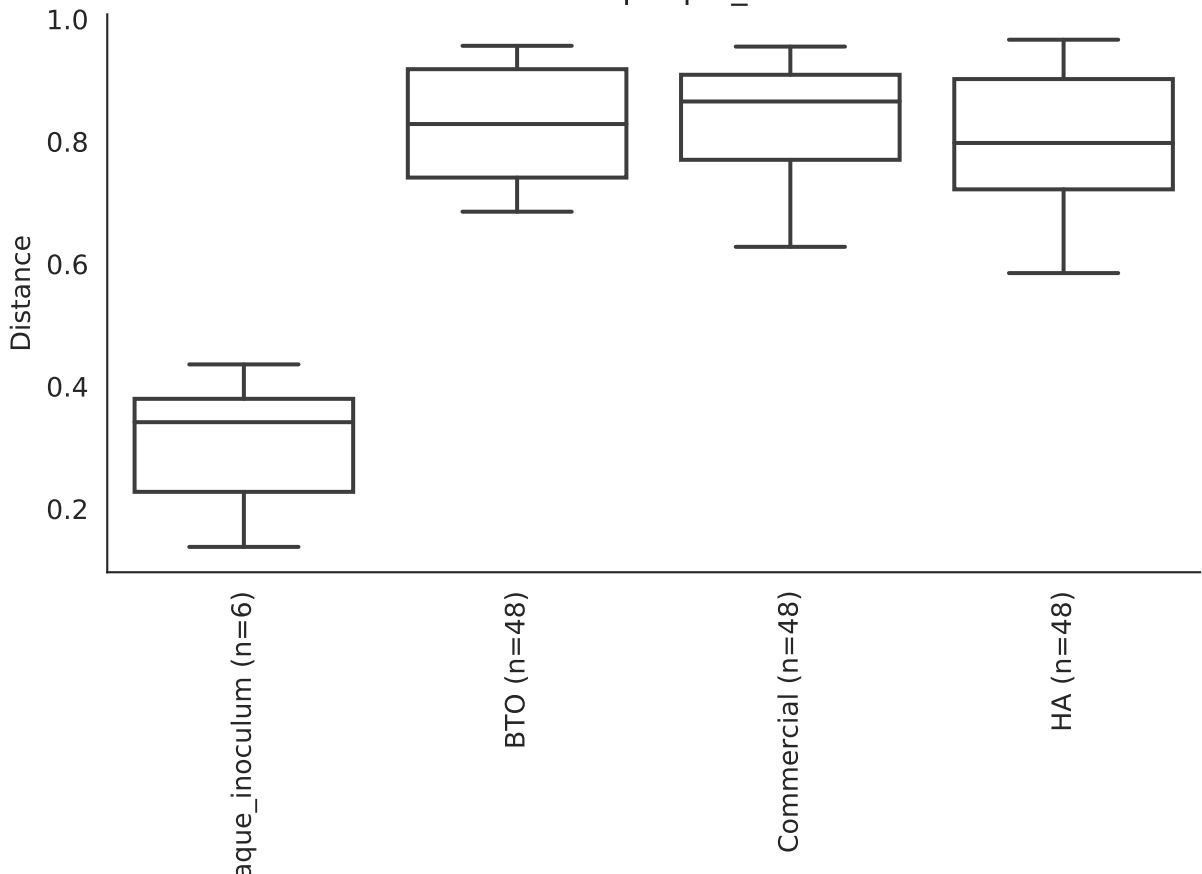 1.0
0.8
0.6
0.4
0.2
Distance
aque_inoculum (n=6)
BTO (n=48)
Commercial (n=48)
HA (n=48)